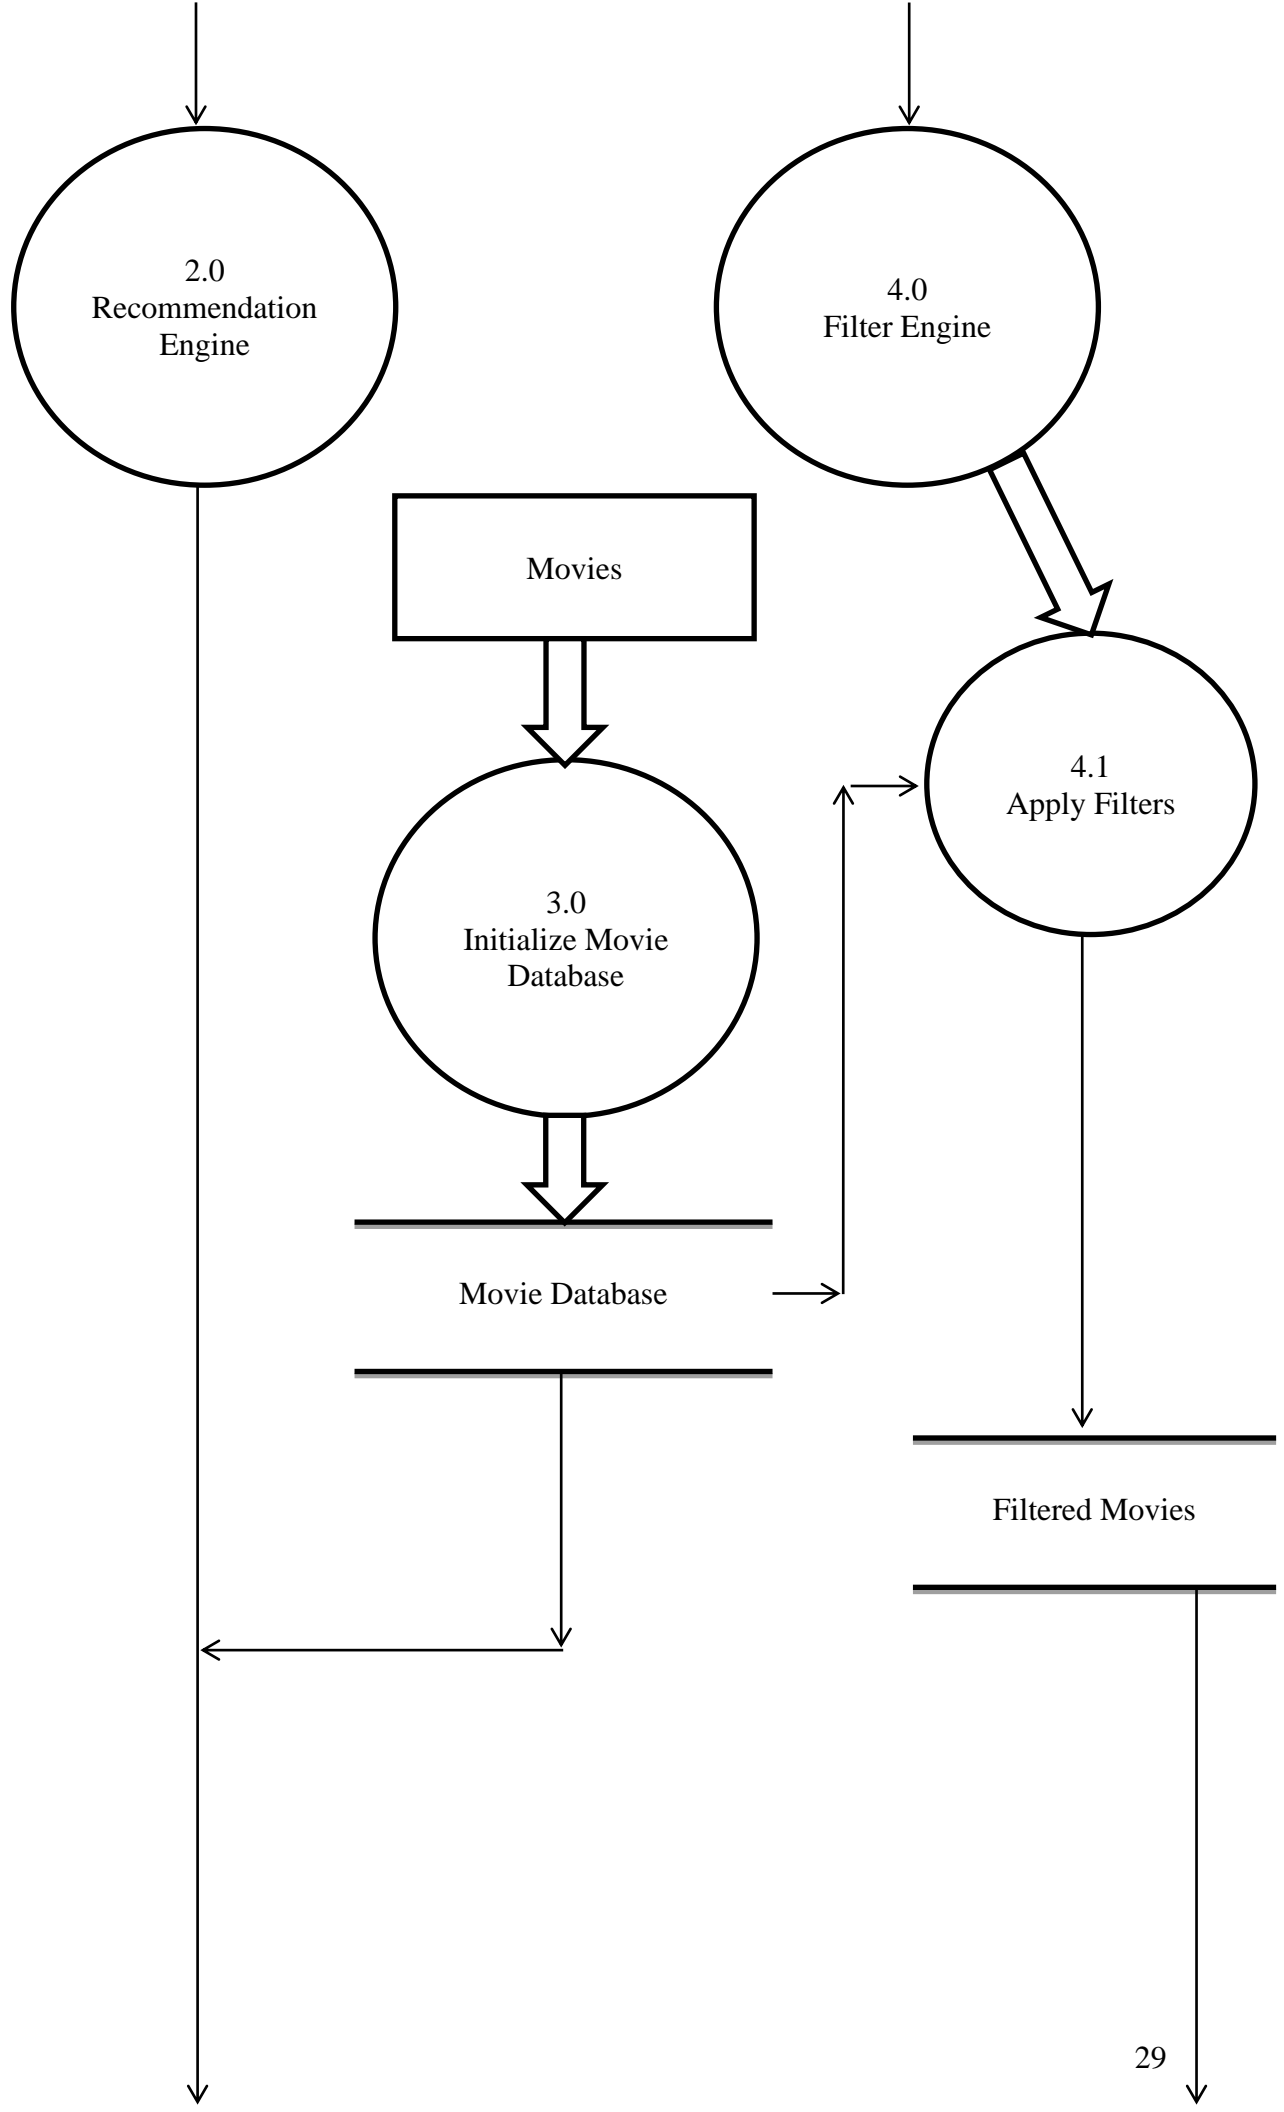 2.0
Recommendation
Engine
4.0
Filter Engine
Movies
4.1
Apply Filters
3.0
Initialize Movie
Database
Movie Database
Filtered Movies
29